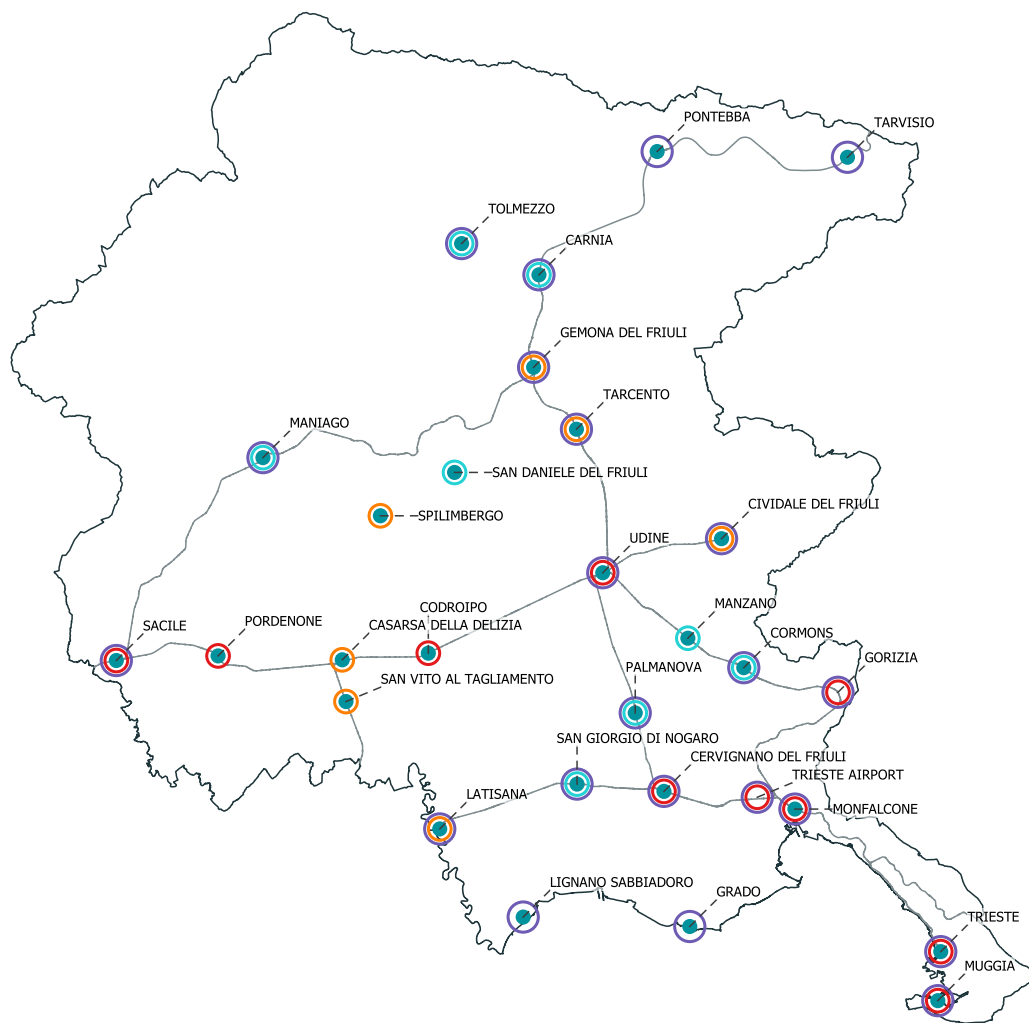 PONTEBBA
TARVISIO
TOLMEZZO
CARNIA
GEMONA DEL FRIULI
TARCENTO
MANIAGO
SAN DANIELE DEL FRIULI
CIVIDALE DEL FRIULI
SPILIMBERGO
UDINE
MANZANO
CODROIPO
SACILE
PORDENONE
CASARSA DELLA DELIZIA
CORMONS
GORIZIA
PALMANOVA
SAN VITO AL TAGLIAMENTO
SAN GIORGIO DI NOGARO
CERVIGNANO DEL FRIULI
TRIESTE AIRPORT
LATISANA
MONFALCONE
LIGNANO SABBIADORO
GRADO
TRIESTE
MUGGIA